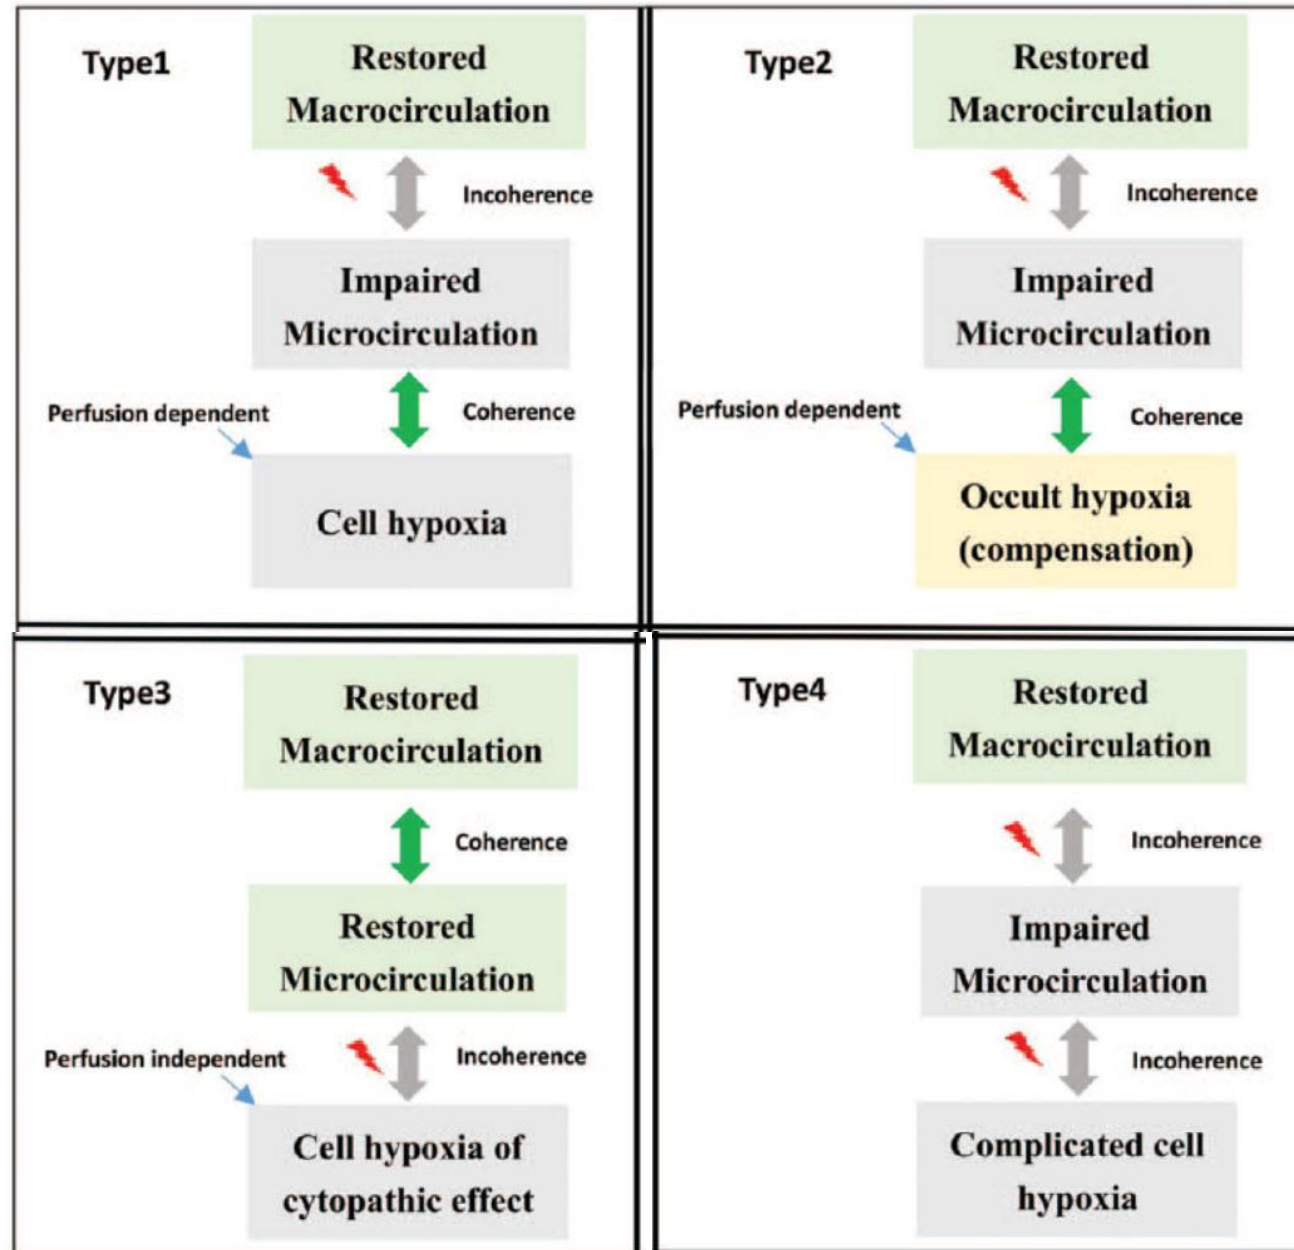 Type1
Restored
Macrocirculation
Incoherence
Impaired
Microcirculation
Perfusion dependent
Coherence
Cell hypoxia
Type2
Restored
Macrocirculation
Incoherence
Impaired
Microcirculation
Perfusion dependent
Coherence
Occult hypoxia
(compensation)
Type3
Restored
Macrocirculation
Coherence
Restored
Microcirculation
Perfusion independent
Incoherence
Cell hypoxia of
cytopathic effect
Type4
Restored
Macrocirculation
Incoherence
Impaired
Microcirculation
Incoherence
Complicated cell
hypoxia